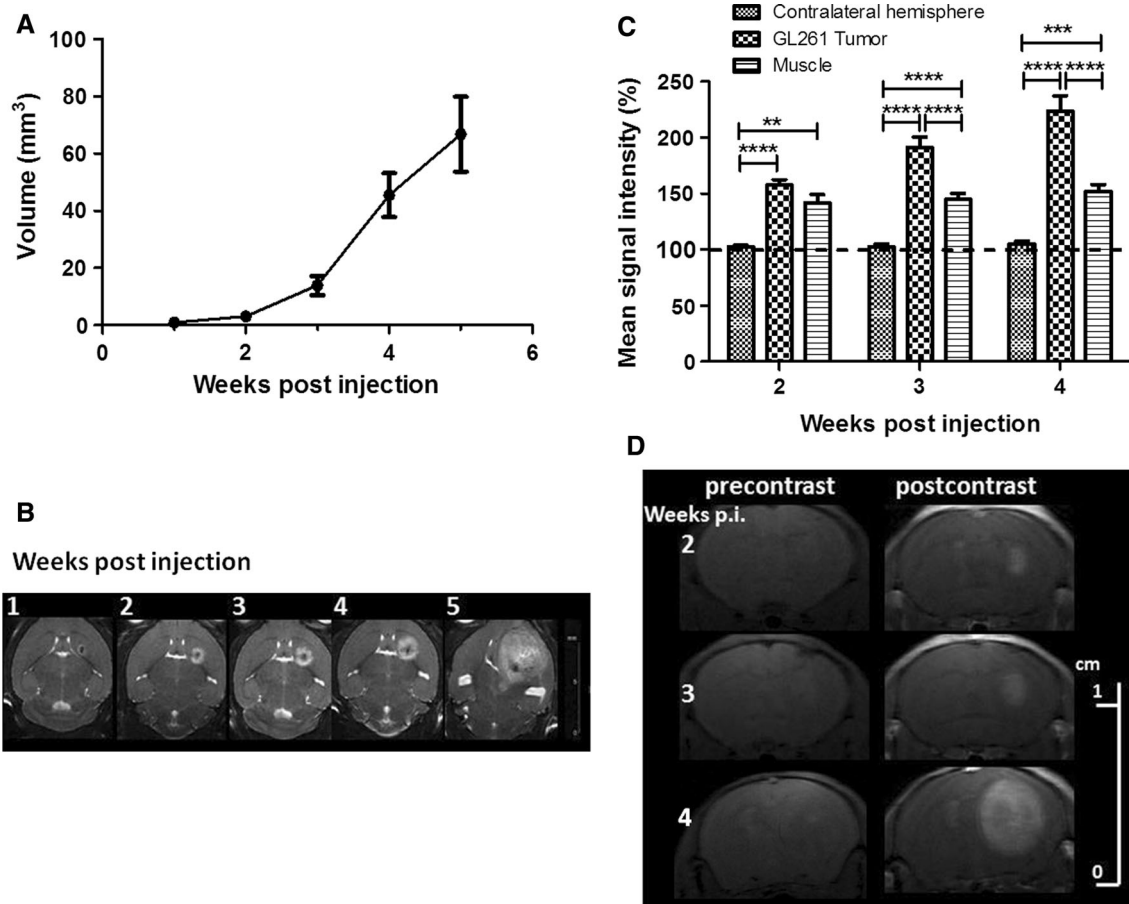 A
100
80
60
40
20
0
Volume (mm3)
0 2 4 6
Weeks post injection
B
Weeks post injection
1 2 3 4 5
C
Contralateral hemisphere
GL261 Tumor
Muscle
250
200
150
100
50
0
Mean signal intensity (%)
** ****
**** **** ****
*** **** ****
2 3 4
Weeks post injection
D
precontrast postcontrast
Weeks p.i.
2
3
4
cm
1
0